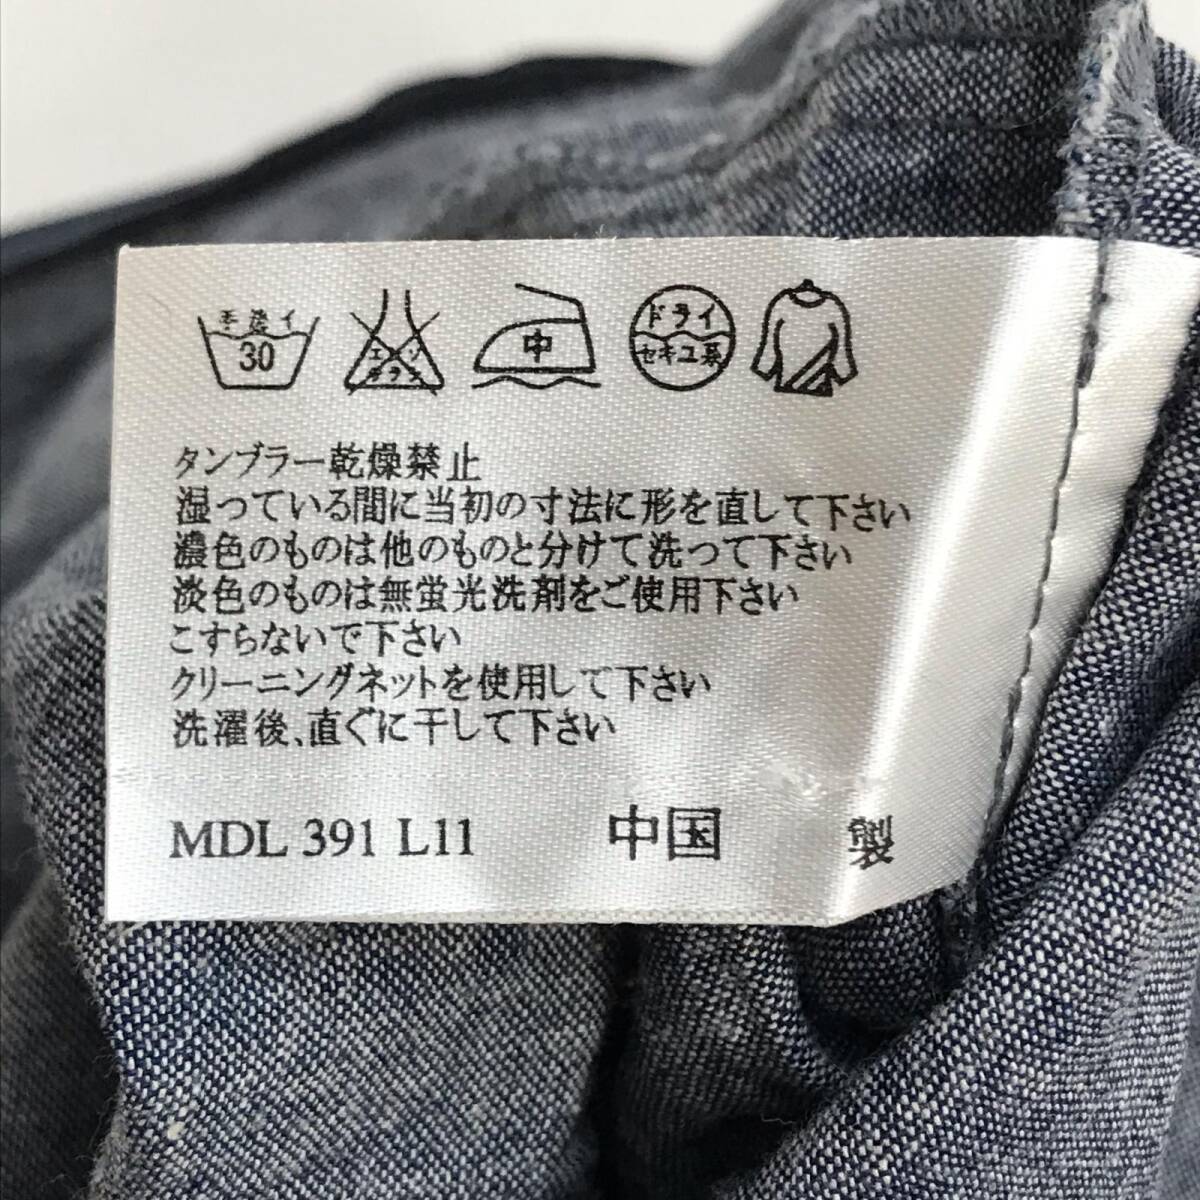 手洗イ 30
エンソ サラシ
中
ドライ
セキユ系
タンブラー乾燥禁止
湿っている間に当初の寸法に形を直して下さい
濃色のものは他のものと分けて洗って下さい
淡色のものは無蛍光洗剤をご使用下さい
こすらないで下さい
クリーニングネットを使用して下さい
洗濯後、直ぐに干して下さい
MDL 391 L11 中国 製